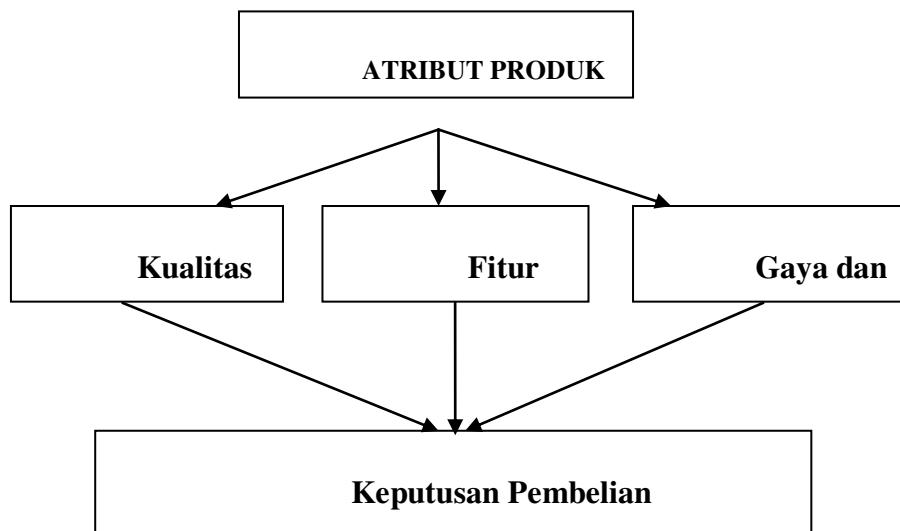 ATRIBUT PRODUK
Kualitas
Fitur
Gaya dan
Keputusan Pembelian